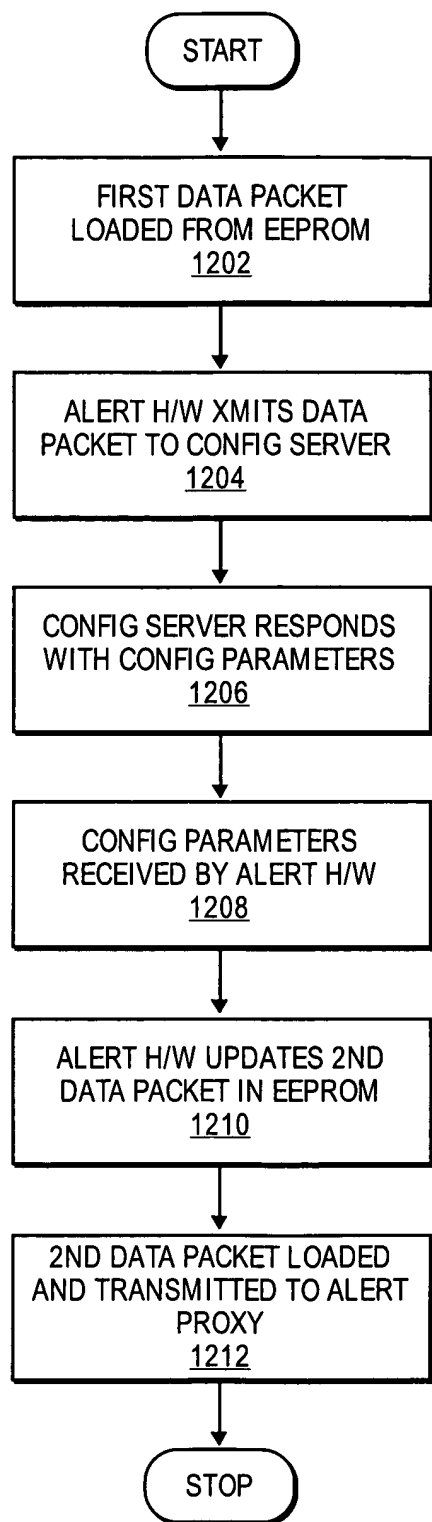 START
FIRST DATA PACKET
LOADED FROM EEPROM
1202
ALERT H/W XMITS DATA
PACKET TO CONFIG SERVER
1204
CONFIG SERVER RESPONDS
WITH CONFIG PARAMETERS
1206
CONFIG PARAMETERS
RECEIVED BY ALERT H/W
1208
ALERT H/W UPDATES 2ND
DATA PACKET IN EEPROM
1210
2ND DATA PACKET LOADED
AND TRANSMITTED TO ALERT
PROXY
1212
STOP